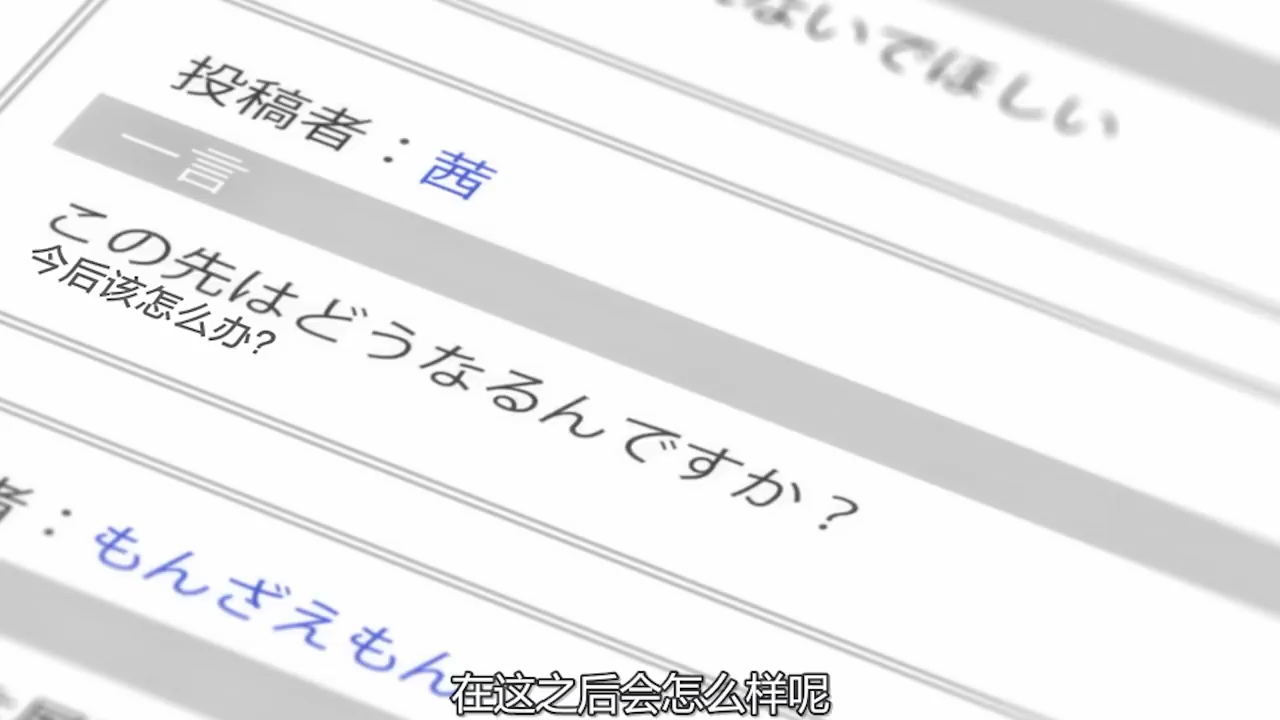 ないでほしい
投稿者：茜
一言
この先はどうなるんですか？
今后该怎么办?
者：もんざえもん
在这之后会怎么样呢